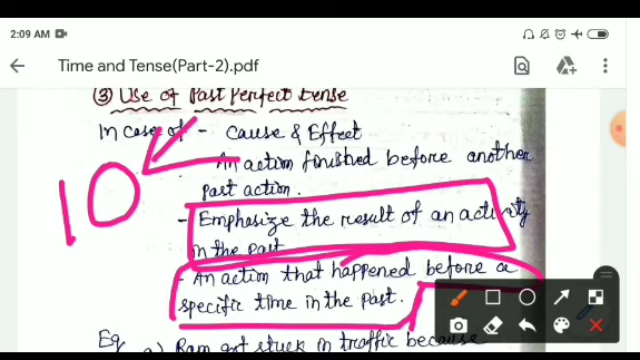 2:09 AM
Time and Tense(Part-2).pdf
③ Use of Past Perfect tense
In case of - Cause & Effect
- An action finished before another
past action.
10
- Emphasize the result of an activity
in the past
- An action that happened before a
specific time in the past.
Eg a) Ram got stuck in traffic because